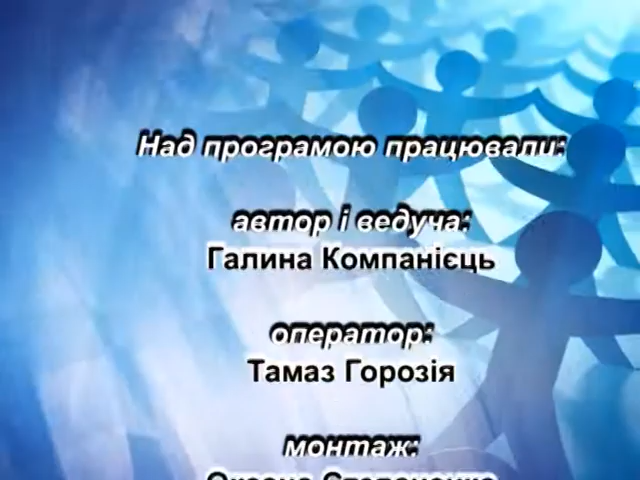 Над програмою працювали:
автор і ведуча:
Галина Компанієць
оператор:
Тамаз Горозія
монтаж: